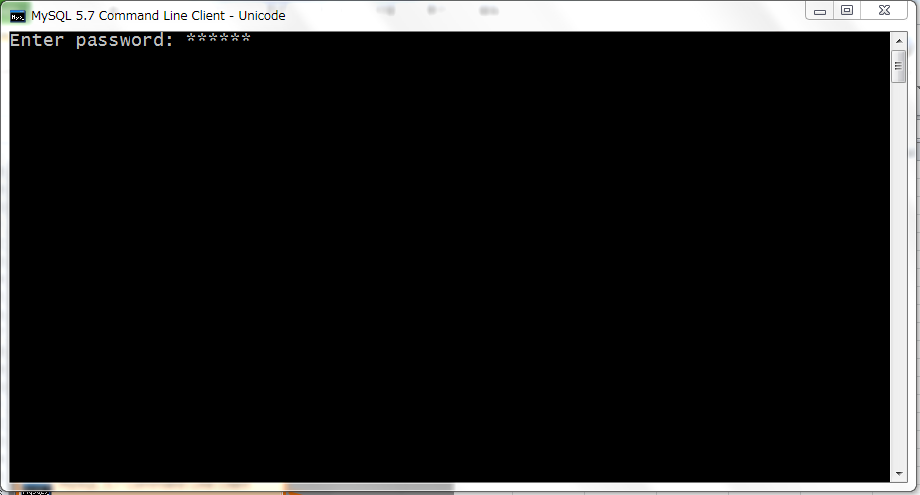 MySQL 5.7 Command Line Client - Unicode
Enter password: ******